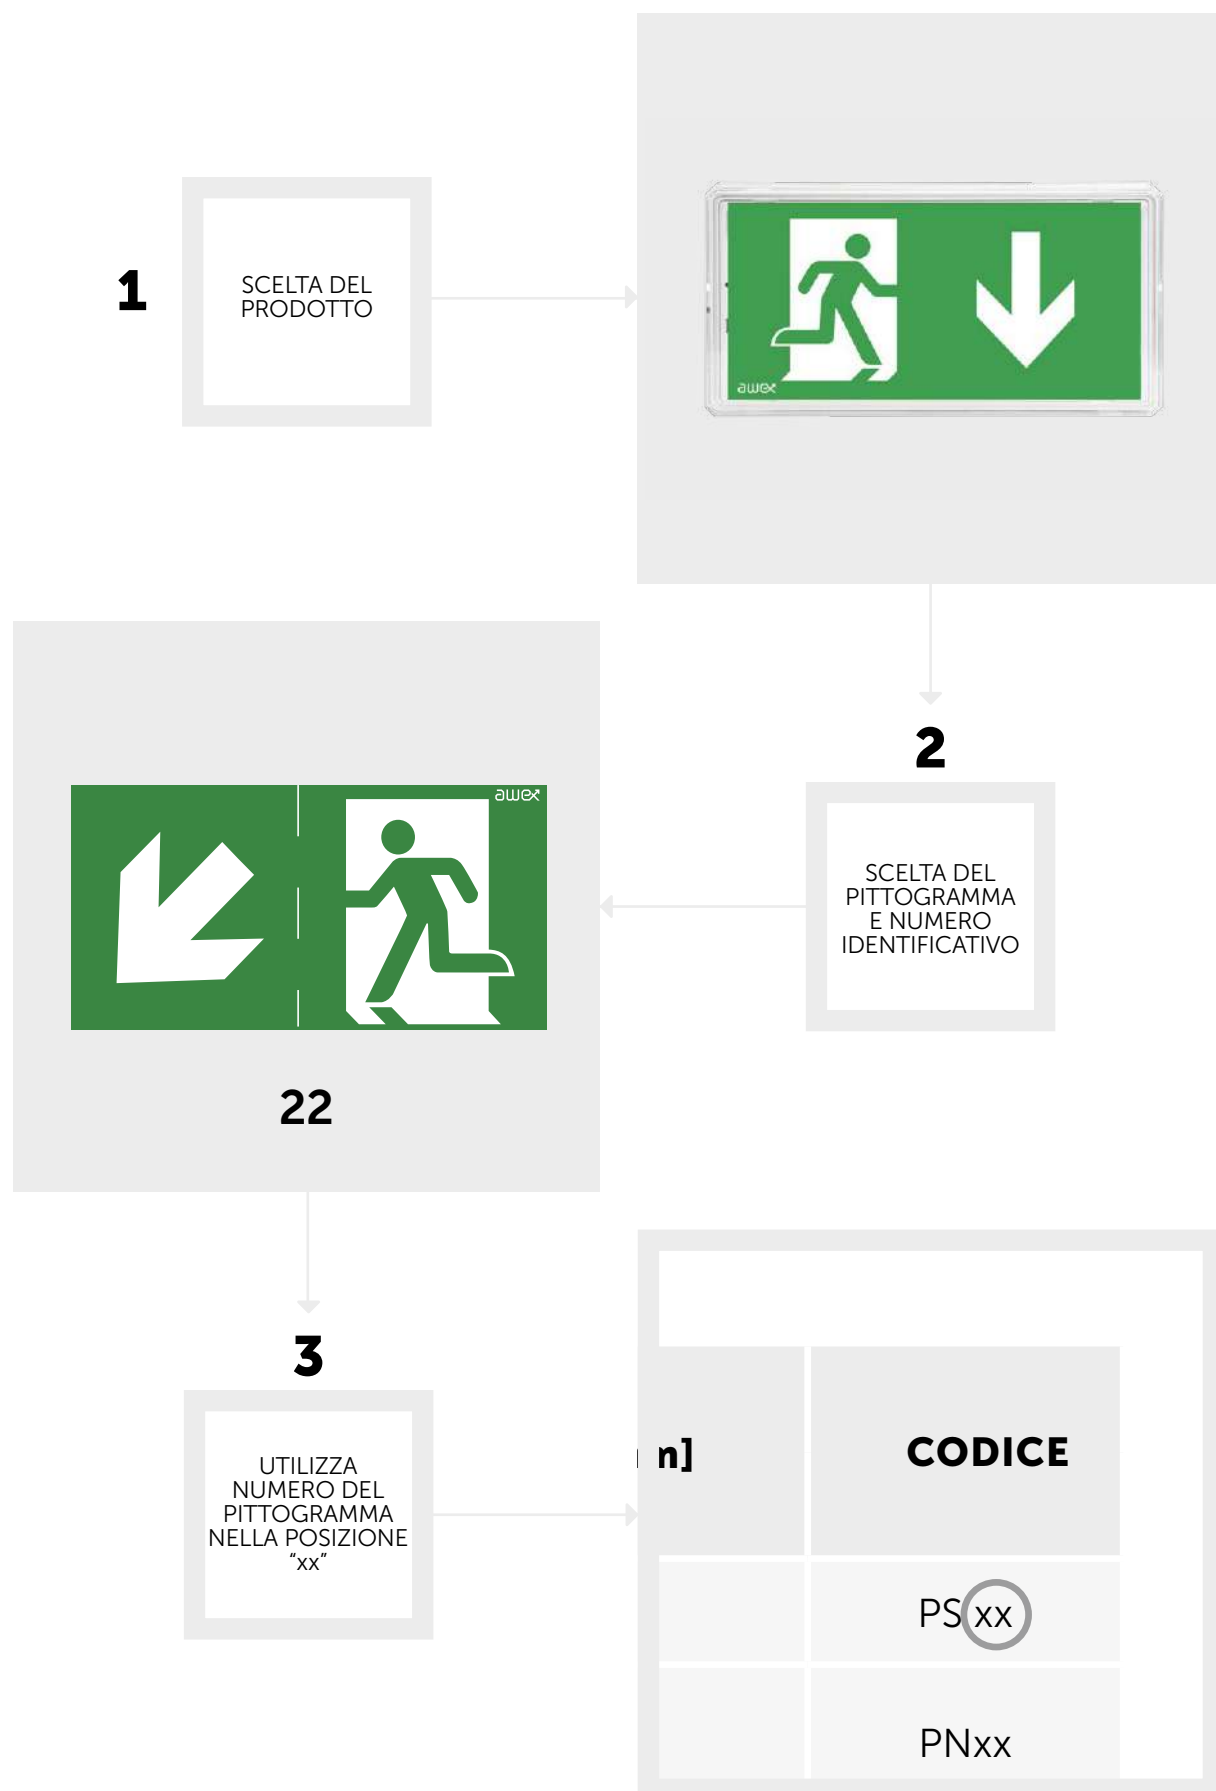 1
SCELTA DEL
PRODOTTO
awex
2
SCELTA DEL
PITTOGRAMMA
E NUMERO
IDENTIFICATIVO
awex
22
3
UTILIZZA
NUMERO DEL
PITTOGRAMMA
NELLA POSIZIONE
“xx”
CODICE
PSxx
PNxx